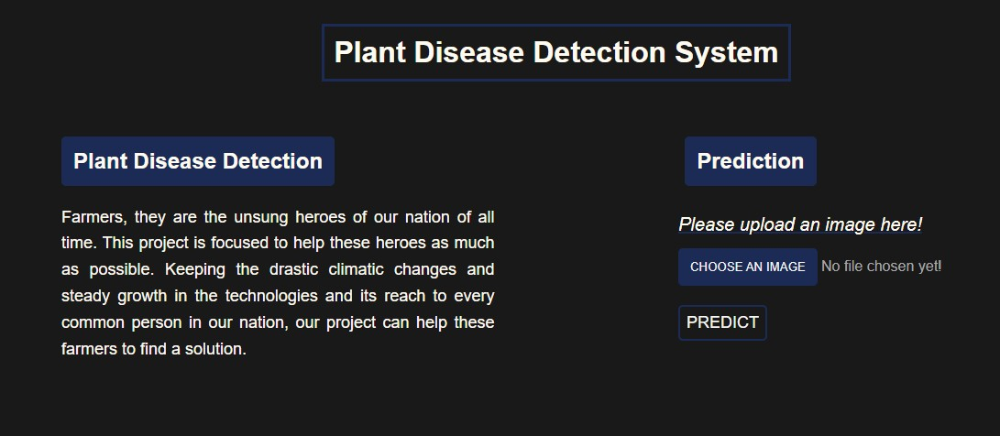 Plant Disease Detection System
Plant Disease Detection
Farmers, they are the unsung heroes of our nation of all
time. This project is focused to help these heroes as much
as possible. Keeping the drastic climatic changes and
steady growth in the technologies and its reach to every
common person in our nation, our project can help these
farmers to find a solution.
Prediction
Please upload an image here!
CHOOSE AN IMAGE No file chosen yet!
PREDICT